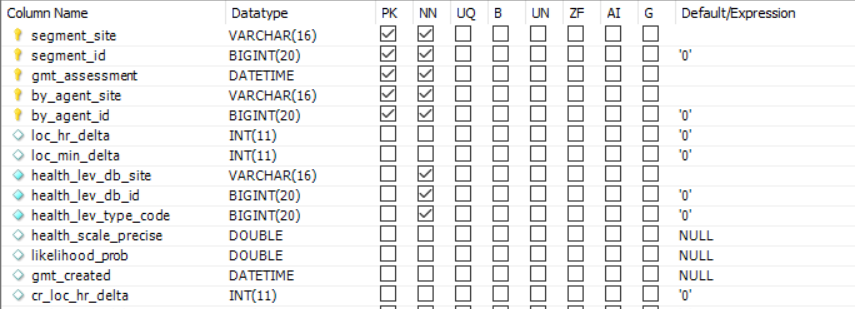 Column Name Datatype PK NN UQ B UN ZF AI G Default/Expression
segment_site VARCHAR(16)
segment_id BIGINT(20) '0'
gmt_assessment DATETIME
by_agent_site VARCHAR(16)
by_agent_id BIGINT(20) '0'
loc_hr_delta INT(11) '0'
loc_min_delta INT(11) '0'
health_lev_db_site VARCHAR(16)
health_lev_db_id BIGINT(20) '0'
health_lev_type_code BIGINT(20) '0'
health_scale_precise DOUBLE NULL
likelihood_prob DOUBLE NULL
gmt_created DATETIME NULL
cr_loc_hr_delta INT(11) '0'